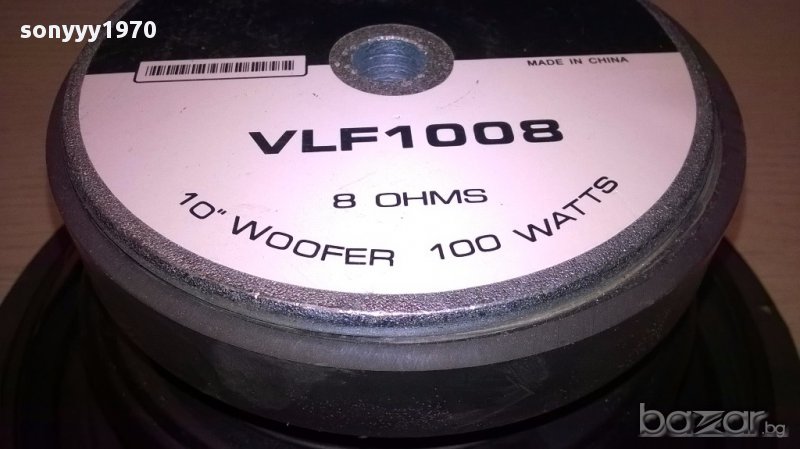 sonyyy1970
MADE IN CHINA
VLF1008
8 OHMS
10" WOOFER 100 WATTS
bazar.bg